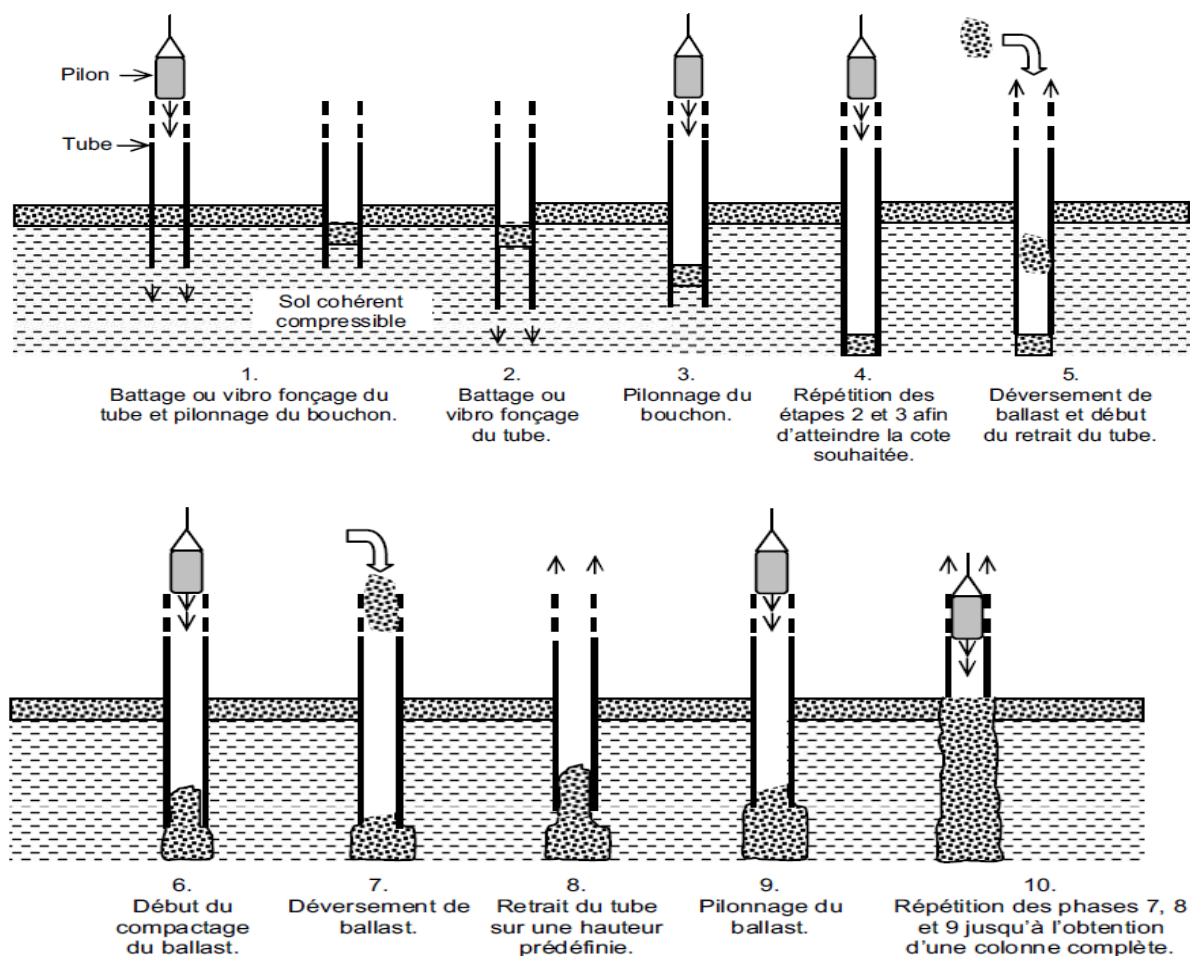 Pilon
Tube
Sol cohérent
compressible
1.
Battage ou vibro fonçage du
tube et pilonnage du bouchon.
2.
Battage ou
vibro fonçage
du tube.
3.
Pilonnage du
bouchon.
4.
Répétition des
étapes 2 et 3 afin
d'atteindre la cote
souhaitée.
5.
Déversement de
ballast et début
du retrait du tube.
6.
Début du
compactage
du ballast.
7.
Déversement de
ballast.
8.
Retrait du tube
sur une hauteur
prédéfinie.
9.
Pilonnage du
ballast.
10.
Répétition des phases 7, 8
et 9 jusqu'à l'obtention
d'une colonne complète.